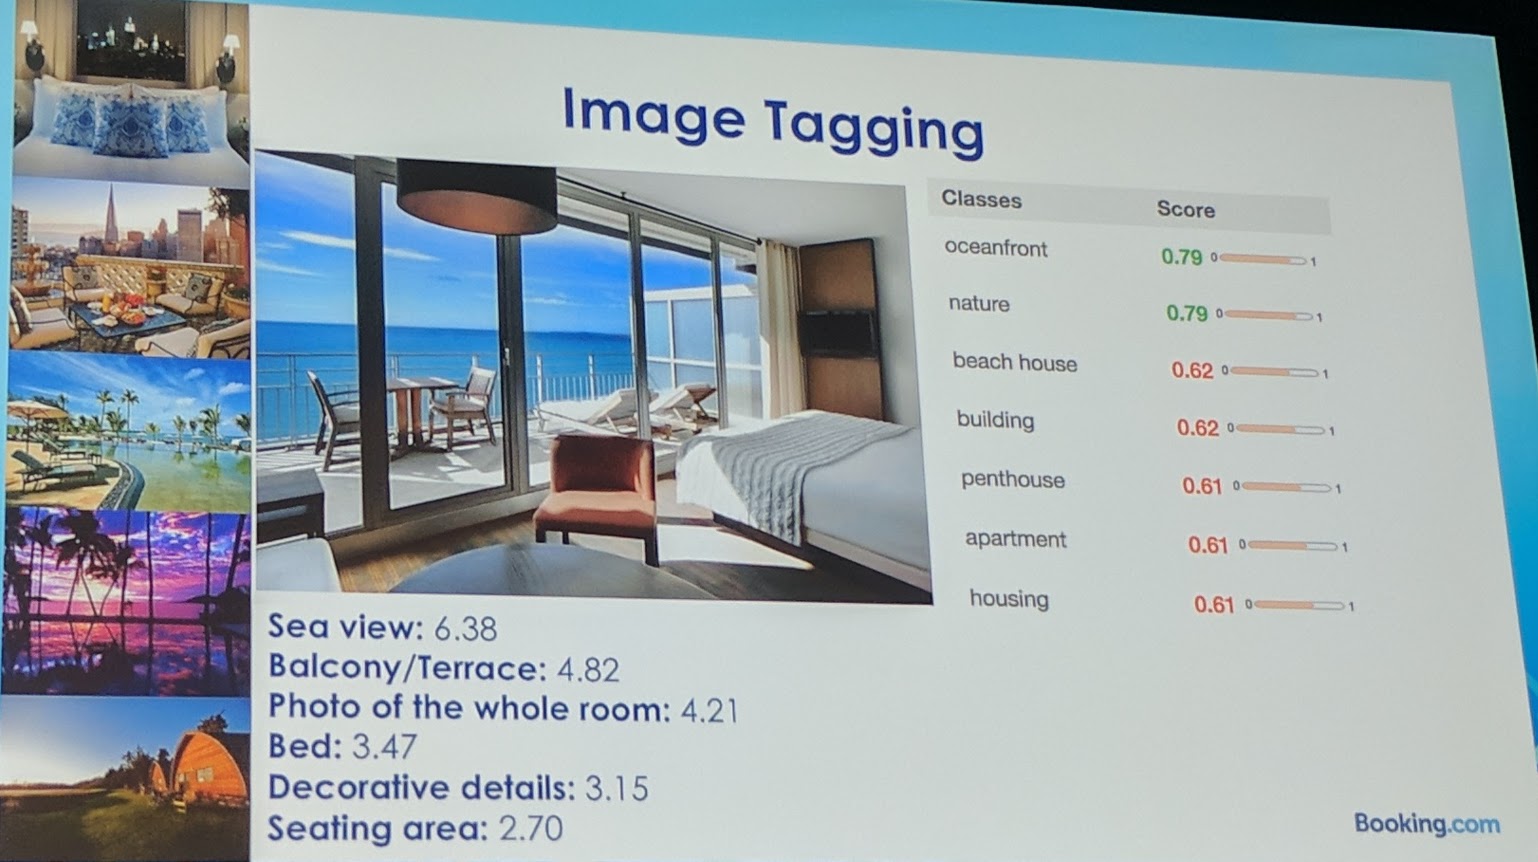 Image Tagging
Classes Score
oceanfront 0.79 0 1
nature 0.79 0 1
beach house 0.62 0 1
building 0.62 0 1
penthouse 0.61 0 1
apartment 0.61 0 1
housing 0.61 0 1
Sea view: 6.38
Balcony/Terrace: 4.82
Photo of the whole room: 4.21
Bed: 3.47
Decorative details: 3.15
Seating area: 2.70
Booking.com